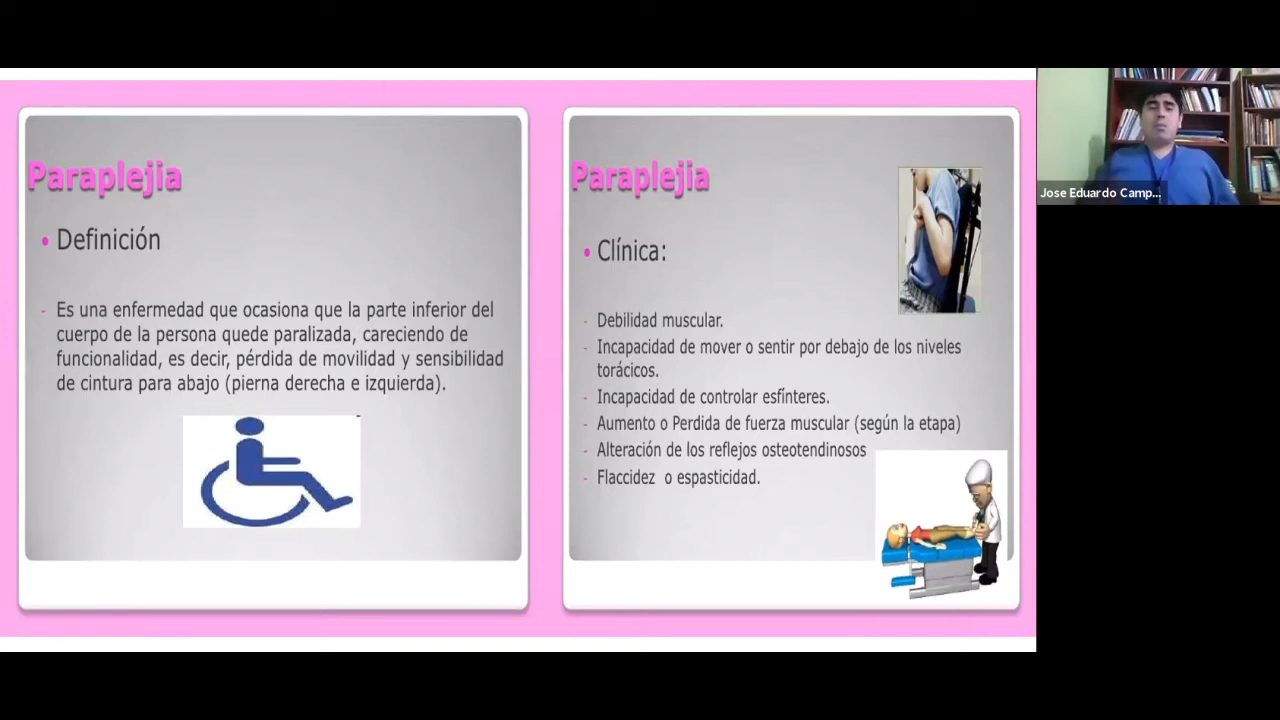 Paraplejia
• Definición
- Es una enfermedad que ocasiona que la parte inferior del
cuerpo de la persona quede paralizada, careciendo de
funcionalidad, es decir, pérdida de movilidad y sensibilidad
de cintura para abajo (pierna derecha e izquierda).
Paraplejia
• Clínica:
- Debilidad muscular.
- Incapacidad de mover o sentir por debajo de los niveles
torácicos.
- Incapacidad de controlar esfínteres.
- Aumento o Perdida de fuerza muscular (según la etapa)
- Alteración de los reflejos osteotendinosos
- Flaccidez o espasticidad.
Jose Eduardo Camp...